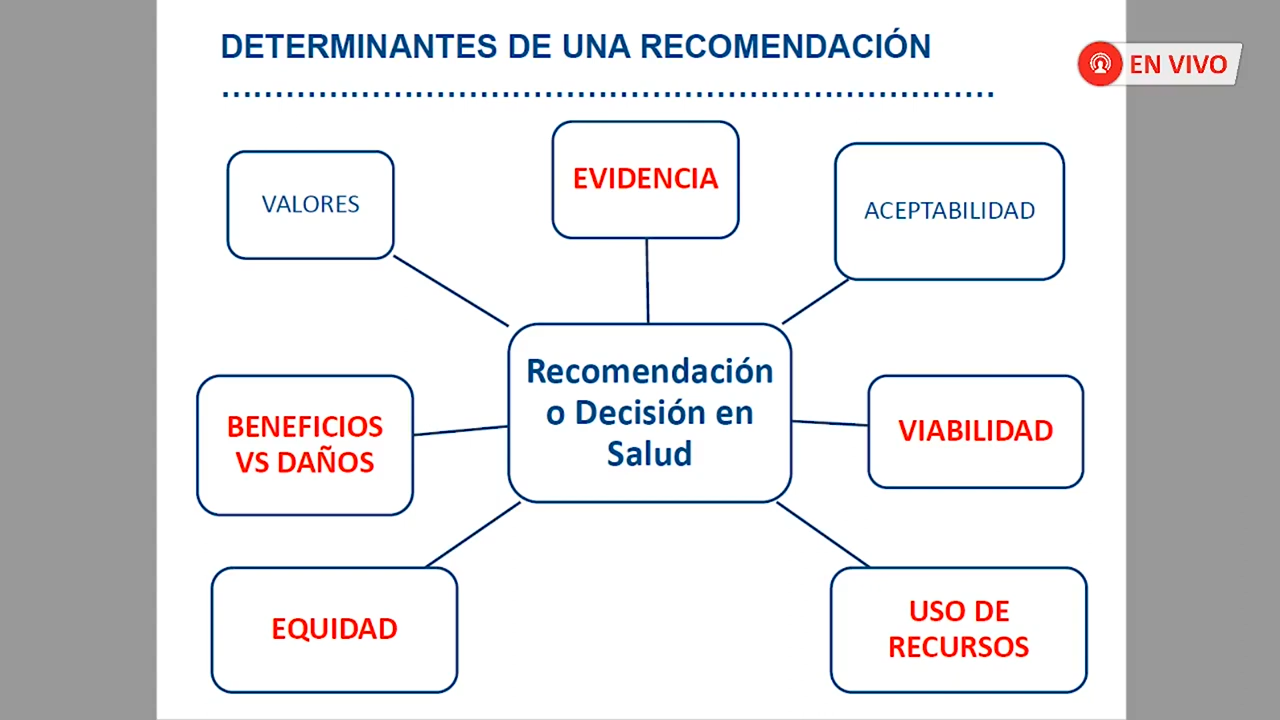 DETERMINANTES DE UNA RECOMENDACIÓN
EN VIVO
VALORES
EVIDENCIA
ACEPTABILIDAD
Recomendación
o Decisión en
Salud
BENEFICIOS
VS DAÑOS
VIABILIDAD
EQUIDAD
USO DE
RECURSOS